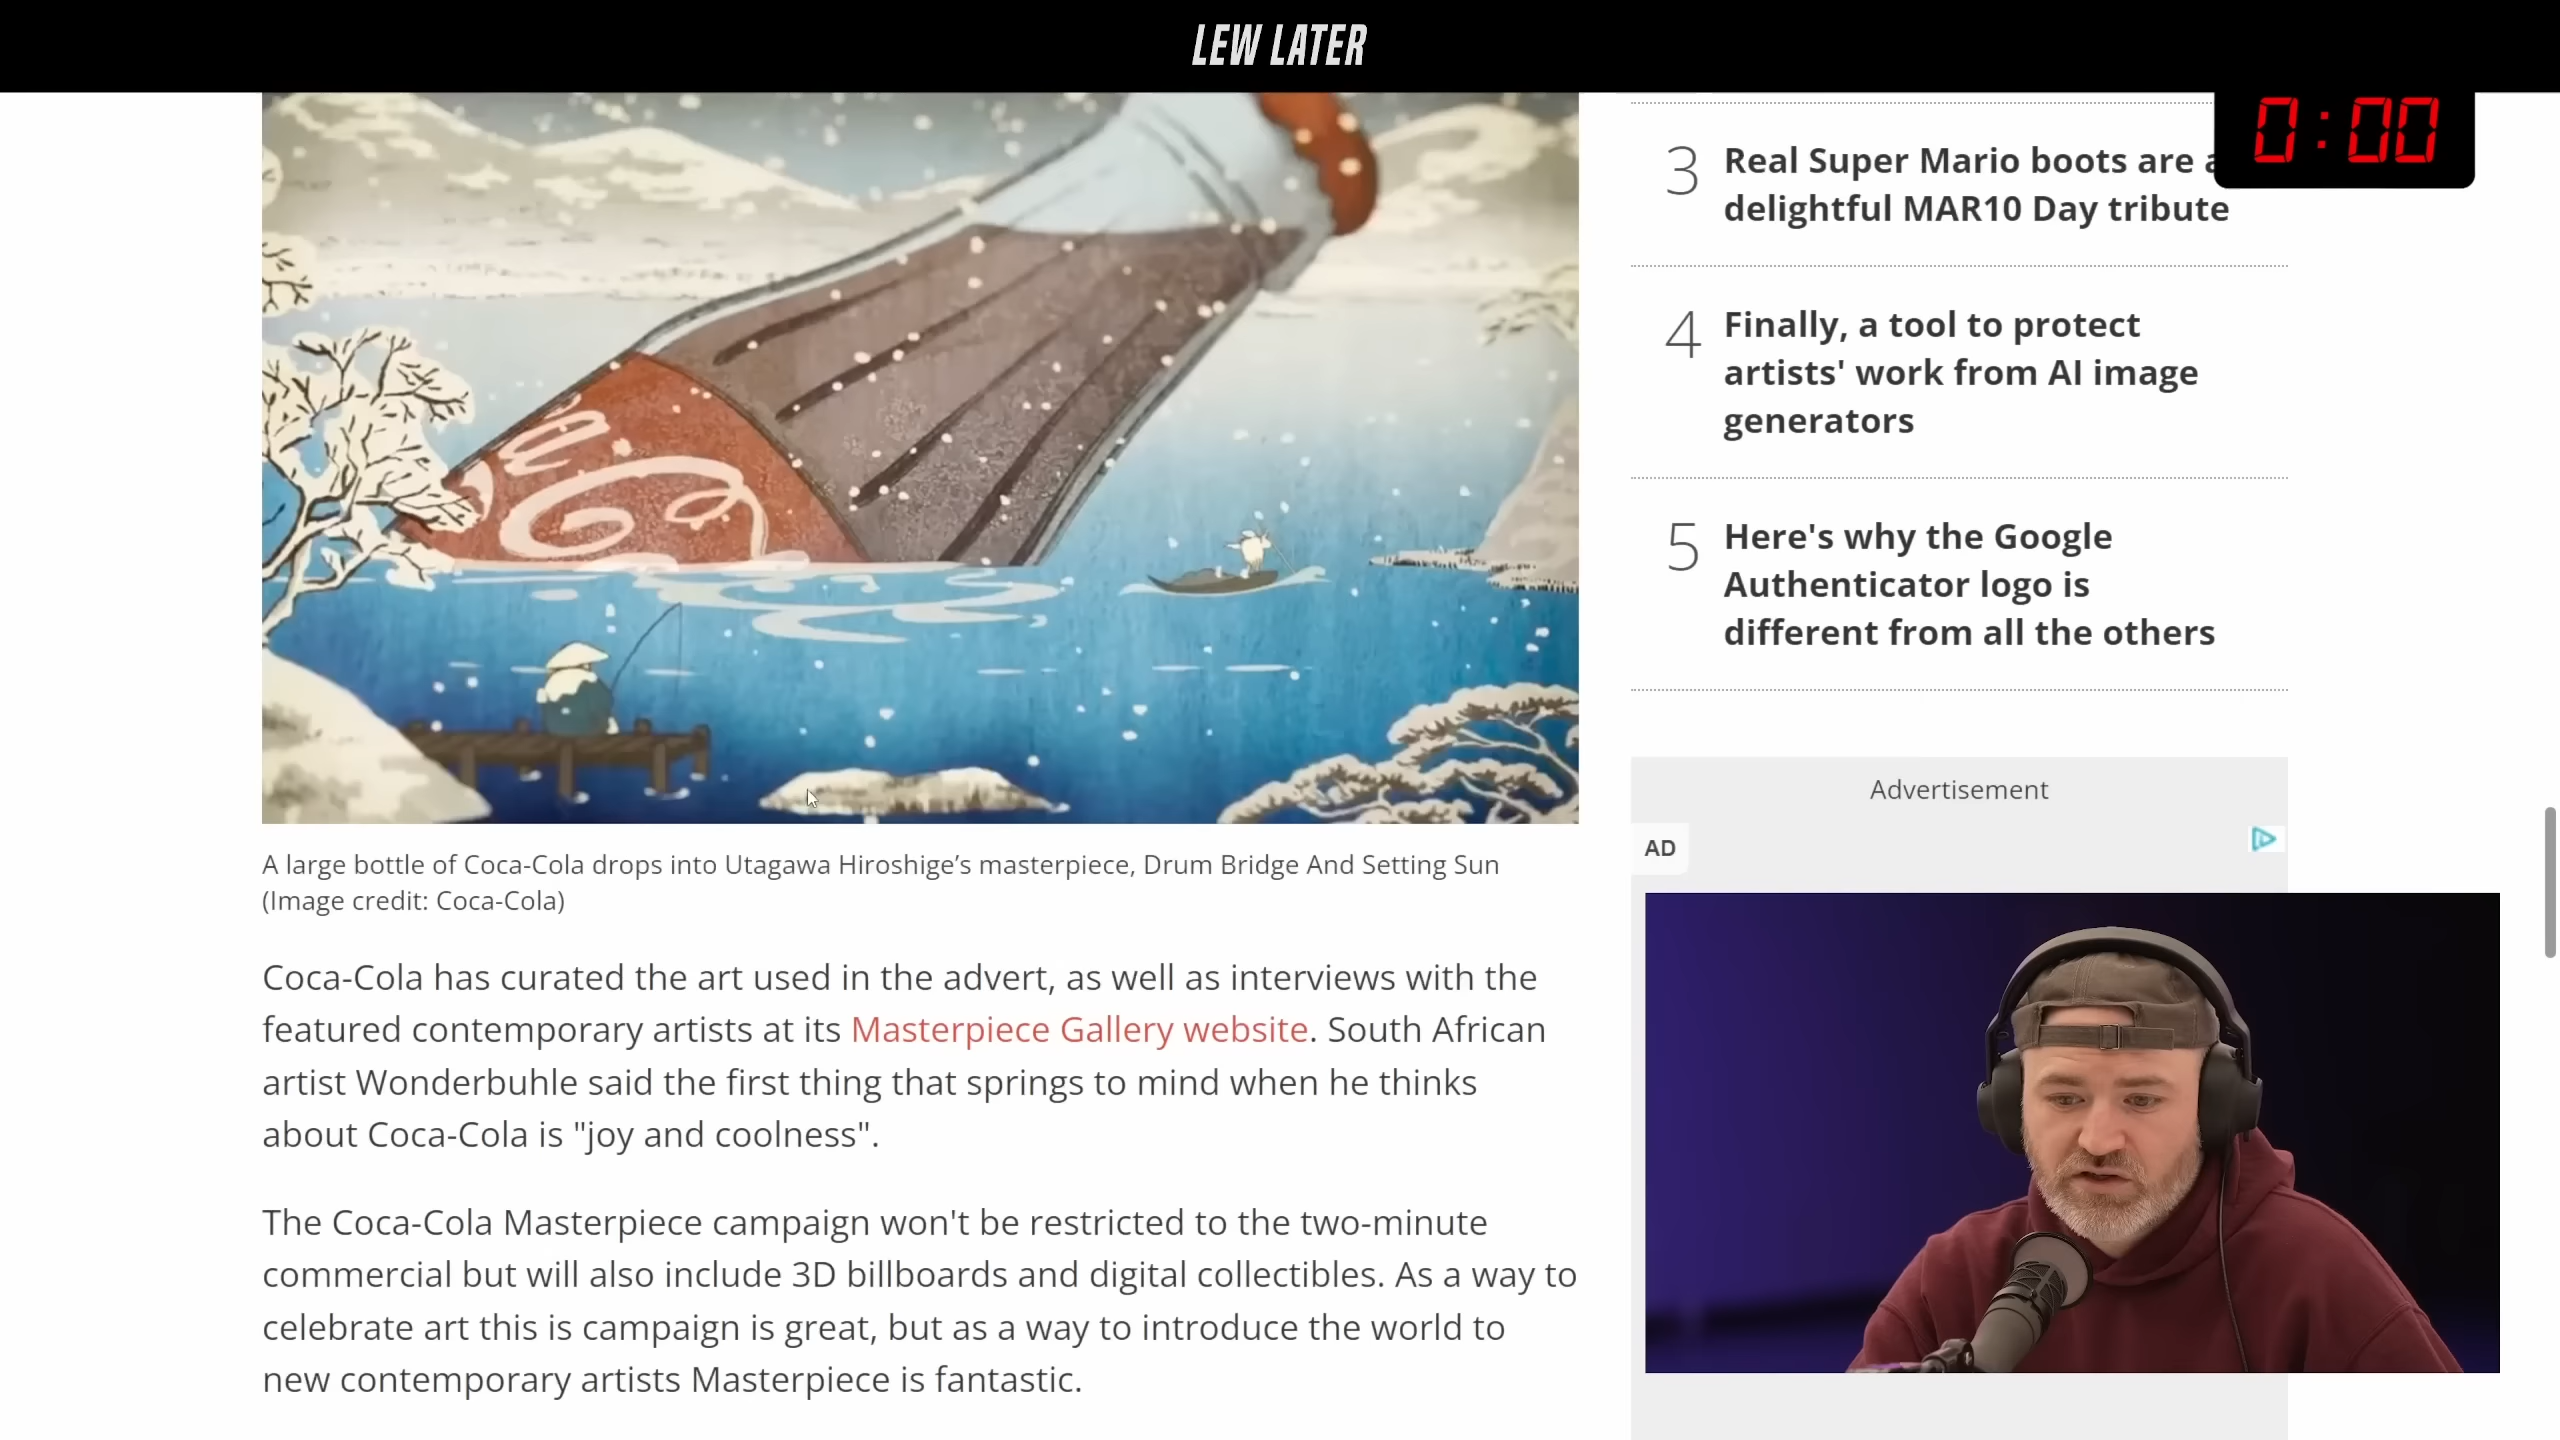 LEW LATER
0:00
3
Real Super Mario boots are
delightful MAR10 Day tribute
4
Finally, a tool to protect
artists' work from AI image
generators
5
Here's why the Google
Authenticator logo is
different from all the others
Advertisement
AD
A large bottle of Coca-Cola drops into Utagawa Hiroshige’s masterpiece, Drum Bridge And Setting Sun
(Image credit: Coca-Cola)
Coca-Cola has curated the art used in the advert, as well as interviews with the
featured contemporary artists at its Masterpiece Gallery website. South African
artist Wonderbuhle said the first thing that springs to mind when he thinks
about Coca-Cola is "joy and coolness".
The Coca-Cola Masterpiece campaign won't be restricted to the two-minute
commercial but will also include 3D billboards and digital collectibles. As a way to
celebrate art this is campaign is great, but as a way to introduce the world to
new contemporary artists Masterpiece is fantastic.